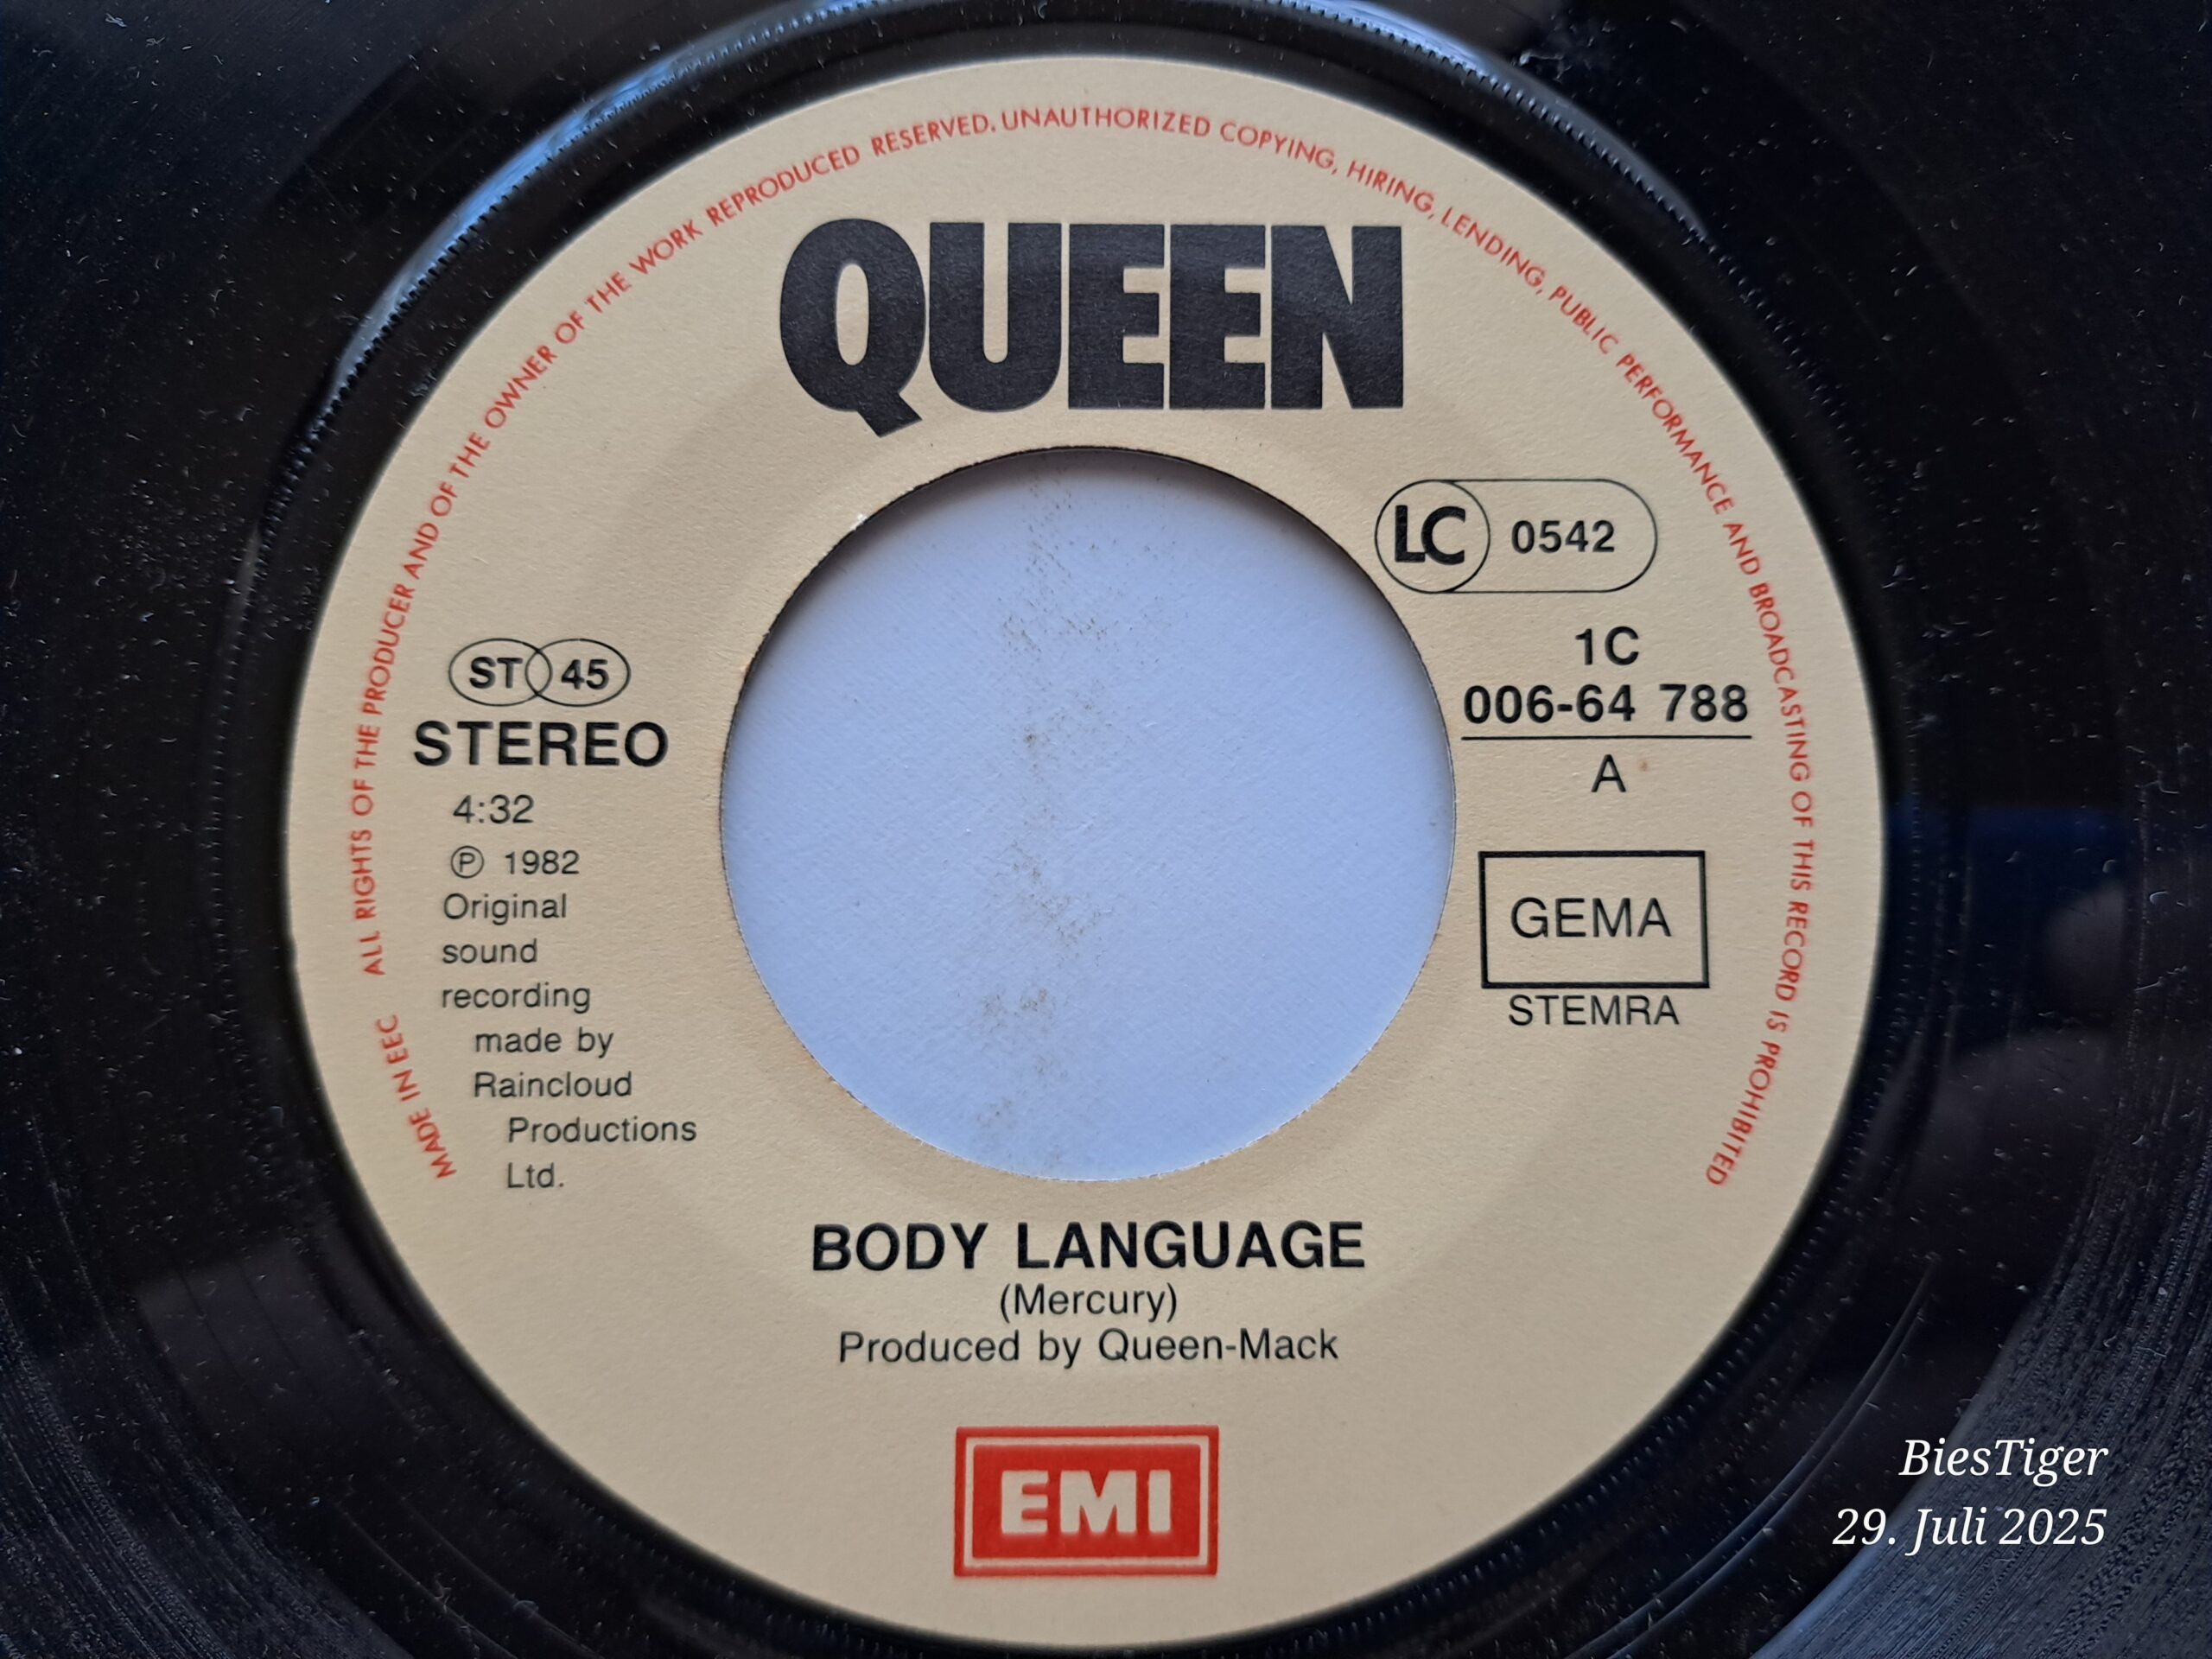 MADE IN EEC ALL RIGHTS OF THE PRODUCER AND OF THE OWNER OF THE WORK REPRODUCED RESERVED. UNAUTHORIZED COPYING, HIRING, LENDING, PUBLIC PERFORMANCE AND BROADCASTING OF THIS RECORD IS PROHIBITED
QUEEN
LC 0542
1C
006-64 788
A
GEMA
STEMRA
ST 45
STEREO
4:32
℗ 1982
Original
sound
recording
made by
Raincloud
Productions
Ltd.
BODY LANGUAGE
(Mercury)
Produced by Queen-Mack
EMI
BiesTiger
29. Juli 2025